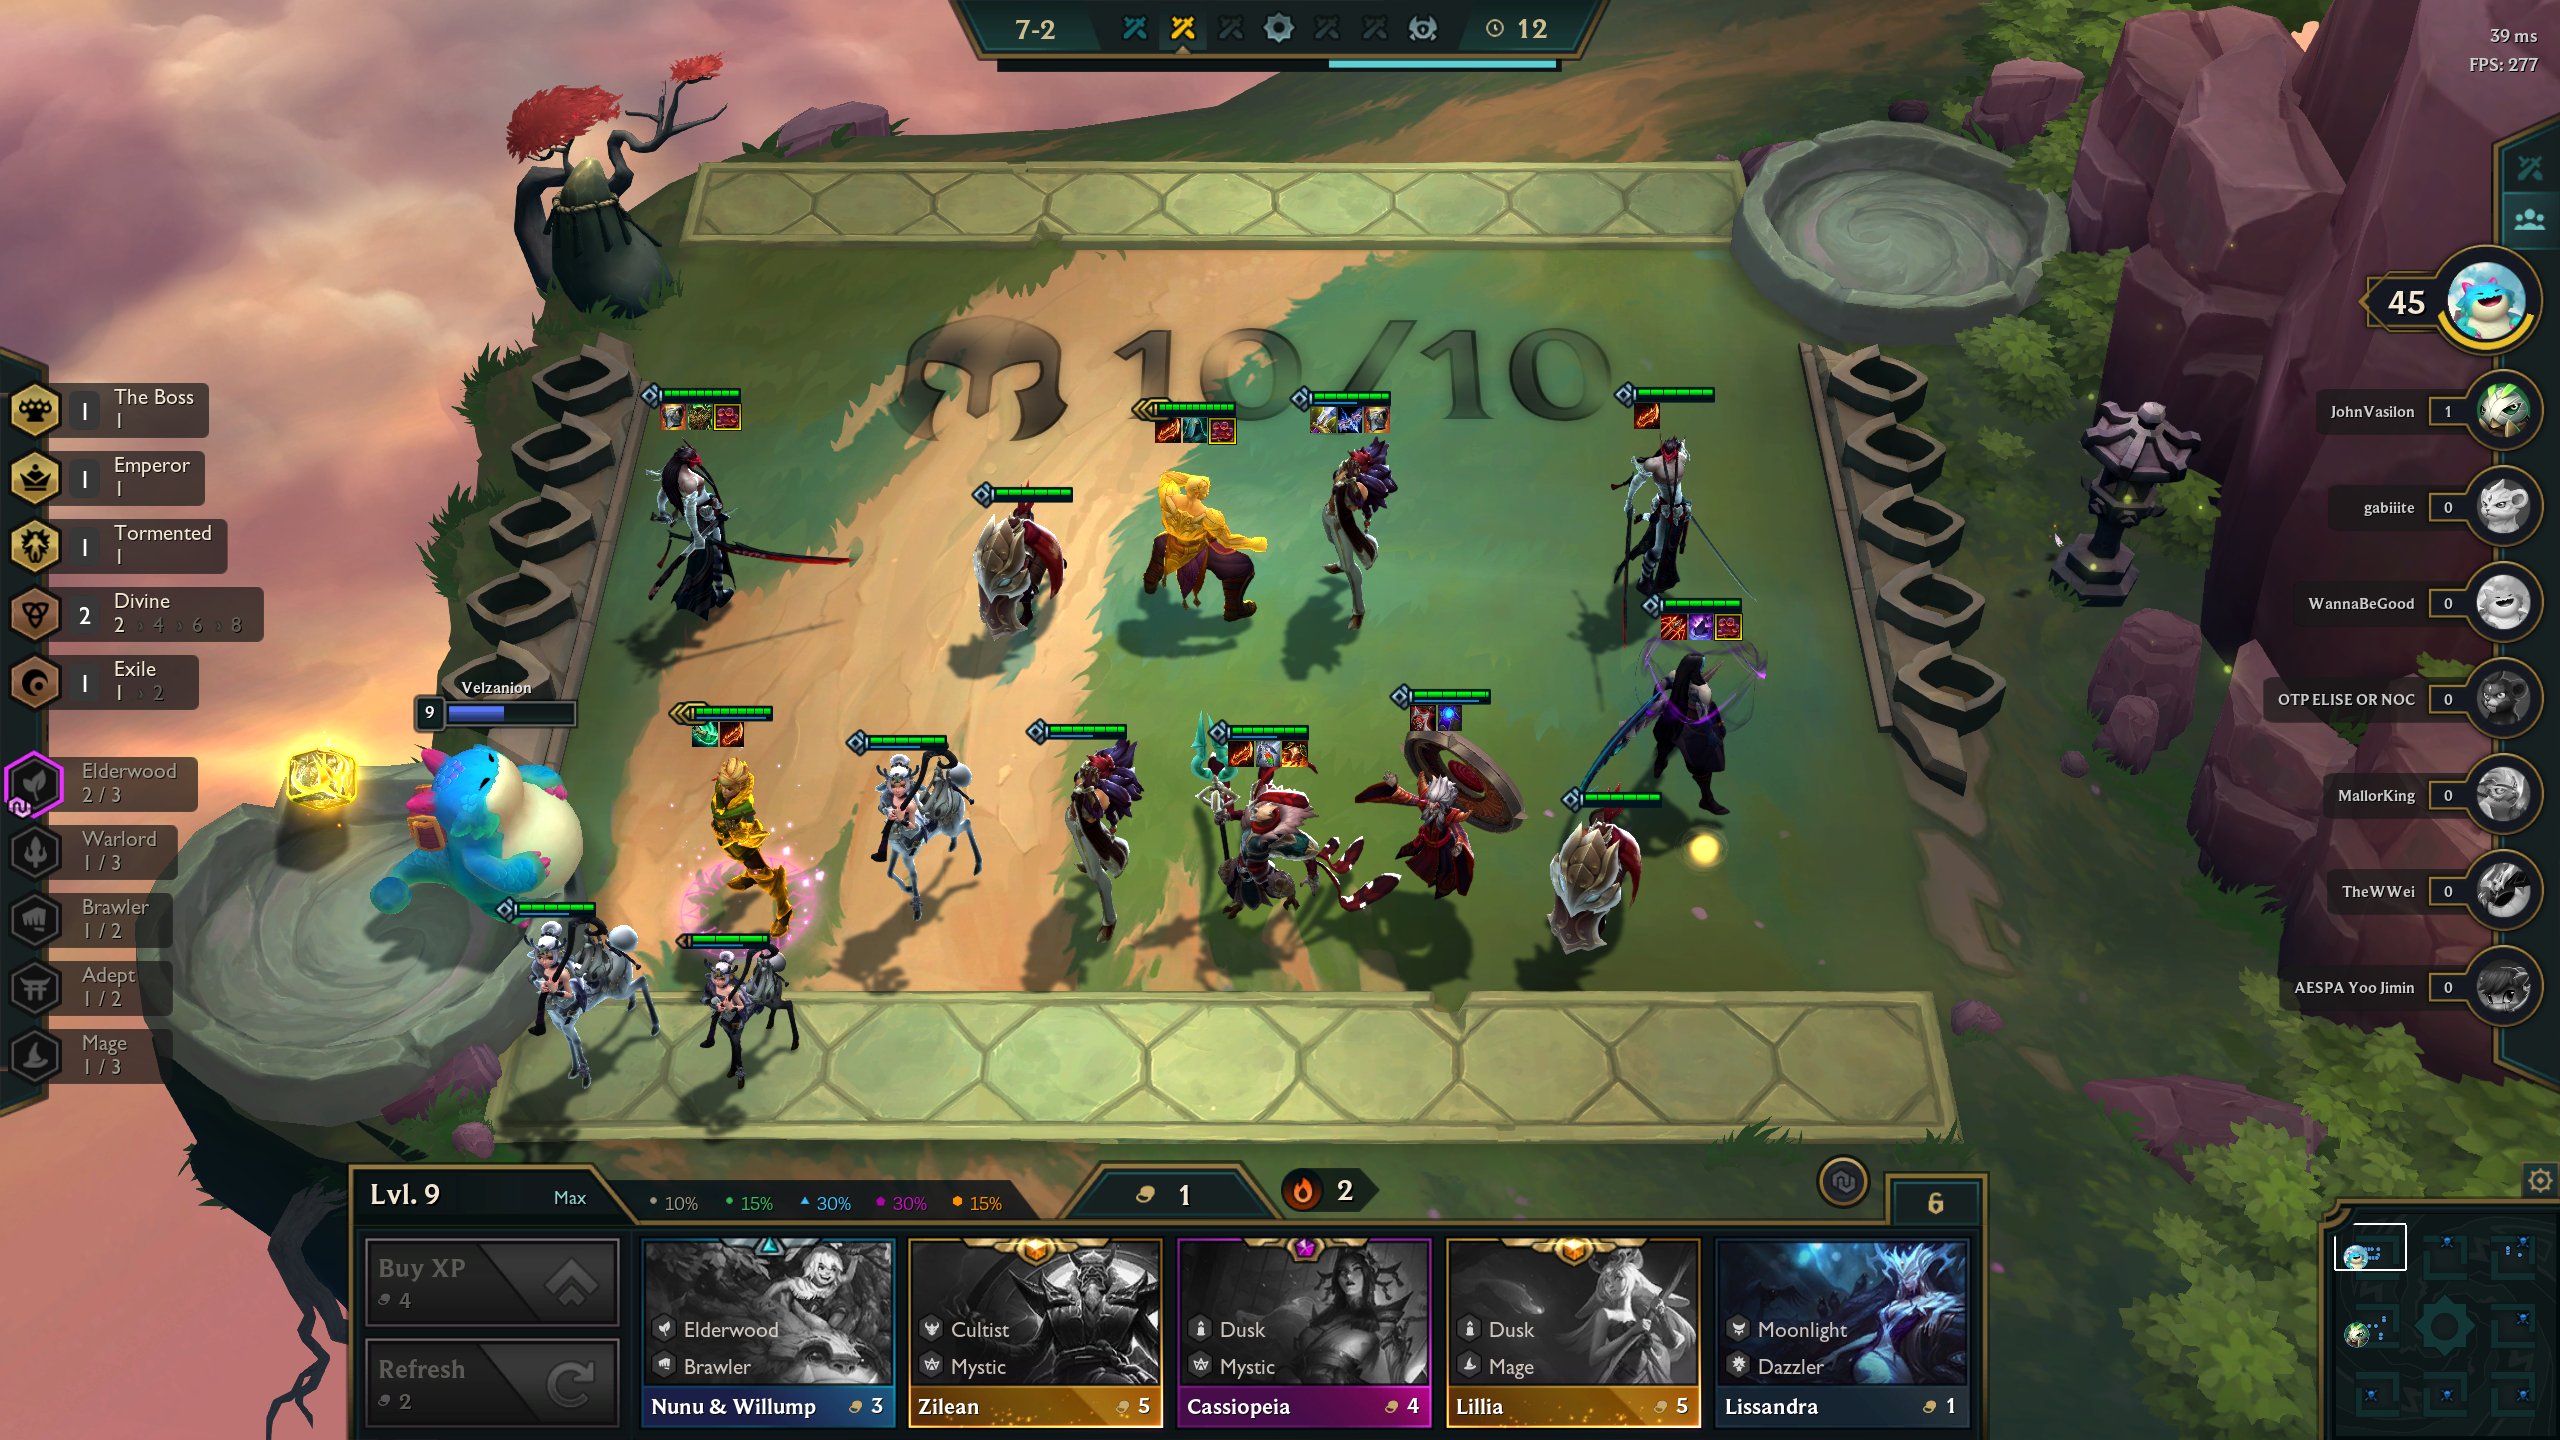 7-2
12
39 ms
FPS: 277
10/10
45
The Boss
1
1
Emperor
1
1
Tormented
1
1
Divine
2
2 › 4 › 6 › 8
Exile
1
1 › 2
Elderwood
2 / 3
Warlord
1 / 3
Brawler
1 / 2
Adept
1 / 2
Mage
1 / 3
Velzanion
9
JohnVasilon 1
gabiiite 0
WannaBeGood 0
OTP ELISE OR NOC 0
MallorKing 0
TheWWei 0
AESPA Yoo Jimin 0
Lvl. 9
Max
10% 15% 30% 30% 15%
1
2
6
Buy XP
4
Refresh
2
Elderwood
Brawler
Nunu & Willump 3
Cultist
Mystic
Zilean 5
Dusk
Mystic
Cassiopeia 4
Dusk
Mage
Lillia 5
Moonlight
Dazzler
Lissandra 1